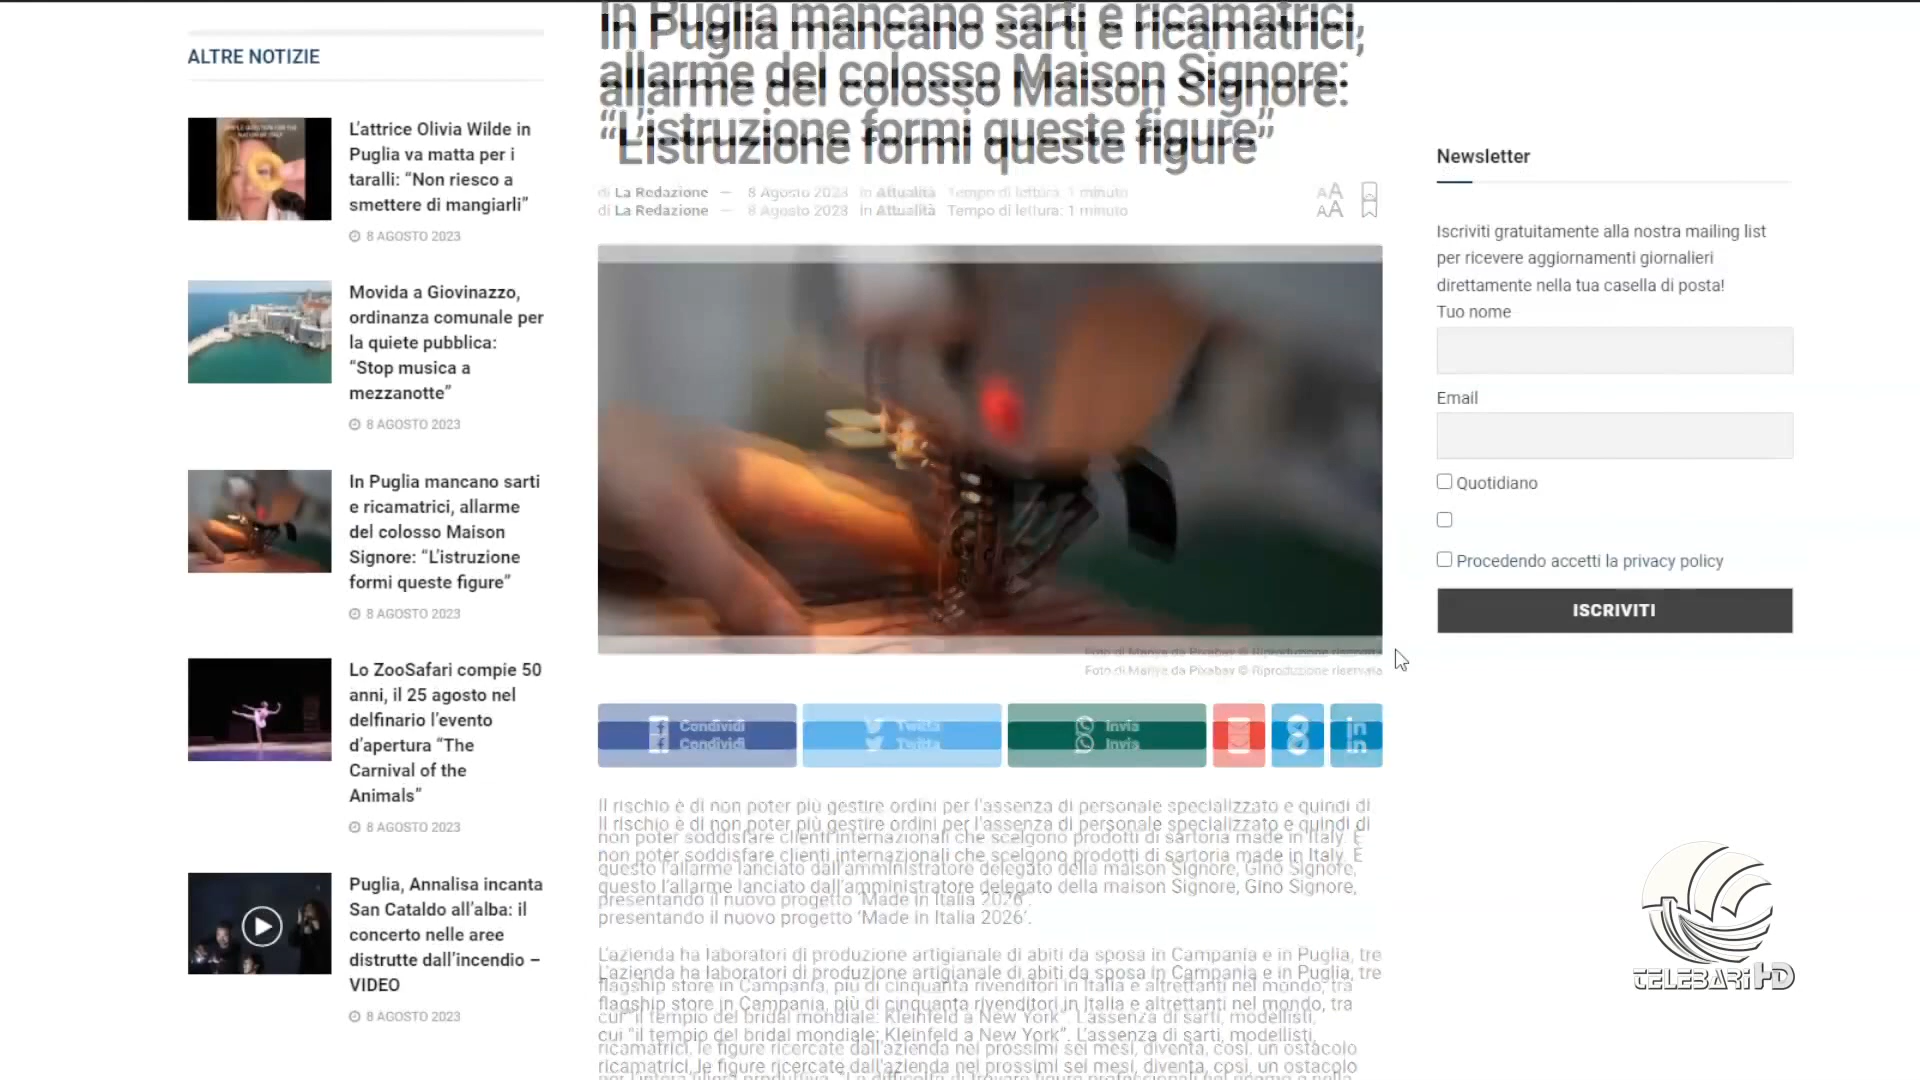 ALTRE NOTIZIE
L'attrice Olivia Wilde in
Puglia va matta per i
taralli: “Non riesco a
smettere di mangiarli”
8 AGOSTO 2023
Movida a Giovinazzo,
ordinanza comunale per
la quiete pubblica:
“Stop musica a
mezzanotte”
8 AGOSTO 2023
In Puglia mancano sarti
e ricamatrici, allarme
del colosso Maison
Signore: “L'istruzione
formi queste figure”
8 AGOSTO 2023
Lo ZooSafari compie 50
anni, il 25 agosto nel
delfinario l'evento
d'apertura “The
Carnival of the
Animals”
8 AGOSTO 2023
Puglia, Annalisa incanta
San Cataldo all'alba: il
concerto nelle aree
distrutte dall'incendio –
VIDEO
8 AGOSTO 2023
In Puglia mancano sarti e ricamatrici,
allarme del colosso Maison Signore:
“L'istruzione formi queste figure”
di La Redazione — 8 Agosto 2023 in Attualità Tempo di lettura: 1 minuto
AA
Foto di Mariya da Pixabay © Riproduzione riservata
Condividi
Twitta
Invia
in
Il rischio è di non poter più gestire ordini per l'assenza di personale specializzato e quindi di
non poter soddisfare clienti internazionali che scelgono prodotti di sartoria made in Italy. È
questo l'allarme lanciato dall'amministratore delegato della maison Signore, Gino Signore,
presentando il nuovo progetto ‘Made in Italia 2026’.
L'azienda ha laboratori di produzione artigianale di abiti da sposa in Campania e in Puglia, tre
flagship store in Campania, più di cinquanta rivenditori in Italia e altrettanti nel mondo, tra
cui “il tempio del bridal mondiale: Kleinfeld a New York”. L'assenza di sarti, modellisti,
ricamatrici, le figure ricercate dall'azienda nei prossimi sei mesi, diventa, così, un ostacolo
Newsletter
Iscriviti gratuitamente alla nostra mailing list
per ricevere aggiornamenti giornalieri
direttamente nella tua casella di posta!
Tuo nome
Email
Quotidiano
Procedendo accetti la privacy policy
ISCRIVITI
TELEBARI HD